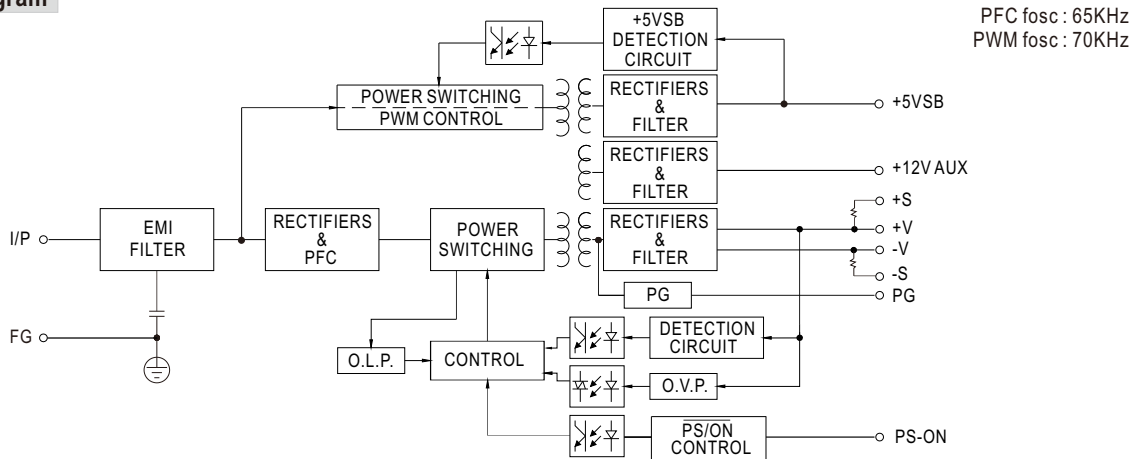 gram
PFC fosc : 65KHz
PWM fosc : 70KHz
+5VSB
DETECTION
CIRCUIT
POWER SWITCHING
PWM CONTROL
RECTIFIERS
&
FILTER
+5VSB
RECTIFIERS
&
FILTER
+12V AUX
I/P
EMI
FILTER
RECTIFIERS
&
PFC
POWER
SWITCHING
RECTIFIERS
&
FILTER
+S
+V
-V
-S
PG
PG
FG
O.L.P.
CONTROL
DETECTION
CIRCUIT
O.V.P.
PS/ON
CONTROL
PS-ON